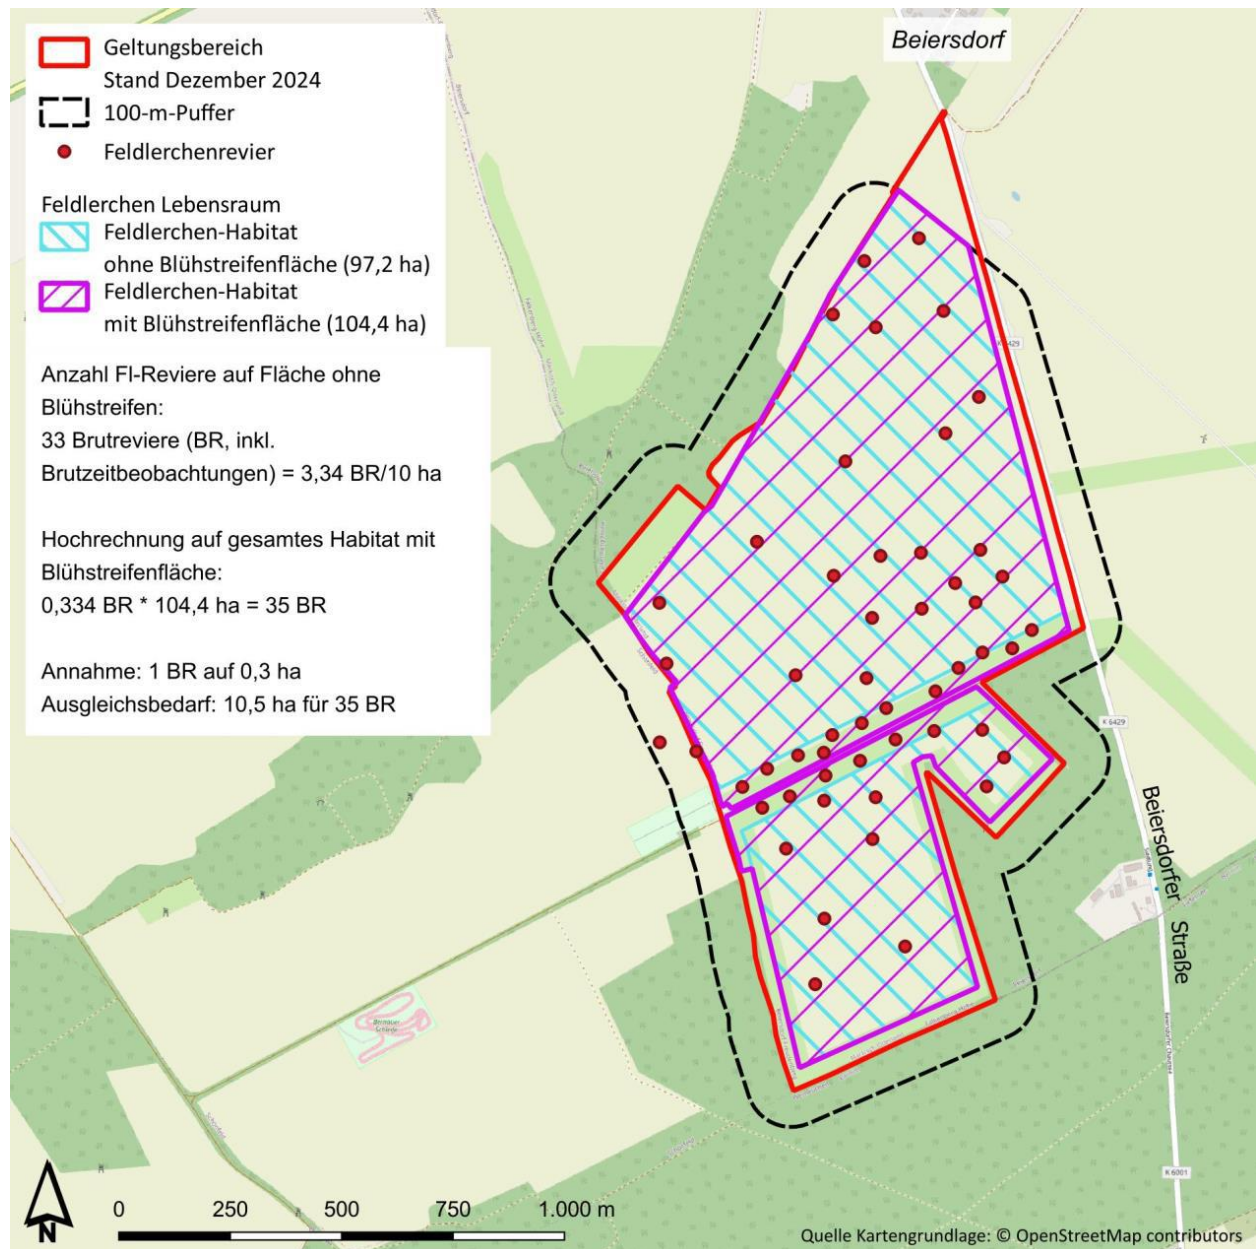 Geltungsbereich
Stand Dezember 2024
100-m-Puffer
Feldlerchenrevier
Feldlerchen Lebensraum
Feldlerchen-Habitat
ohne Blühstreifenfläche (97,2 ha)
Feldlerchen-Habitat
mit Blühstreifenfläche (104,4 ha)
Anzahl FI-Reviere auf Fläche ohne
Blühstreifen:
33 Brutreviere (BR, inkl.
Brutzeitbeobachtungen) = 3,34 BR/10 ha
Hochrechnung auf gesamtes Habitat mit
Blühstreifenfläche:
0,334 BR * 104,4 ha = 35 BR
Annahme: 1 BR auf 0,3 ha
Ausgleichsbedarf: 10,5 ha für 35 BR
Beiersdorf
K 6429
Beiersdorfer Straße
K 6001
Bernauer
Schleife
Schönfeld
N
0 250 500 750 1.000 m
Quelle Kartengrundlage: © OpenStreetMap contributors